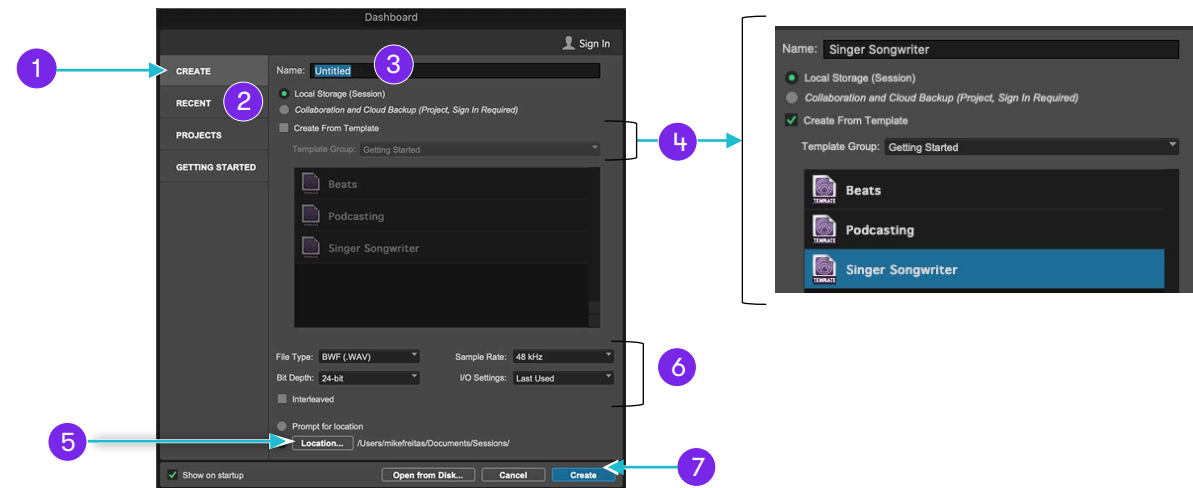 Dashboard
Sign In
1
CREATE
RECENT
2
PROJECTS
GETTING STARTED
Name: Untitled
3
Local Storage (Session)
Collaboration and Cloud Backup (Project, Sign In Required)
Create From Template
Template Group: Getting Started
4
Beats
Podcasting
Singer Songwriter
File Type: BWF (.WAV)
Sample Rate: 48 kHz
Bit Depth: 24-bit
I/O Settings: Last Used
6
Interleaved
Prompt for location
5
Location... /Users/mikefreitas/Documents/Sessions/
Show on startup
Open from Disk...
Cancel
Create
7
Name: Singer Songwriter
Local Storage (Session)
Collaboration and Cloud Backup (Project, Sign In Required)
Create From Template
Template Group: Getting Started
TEMPLATE
Beats
TEMPLATE
Podcasting
TEMPLATE
Singer Songwriter